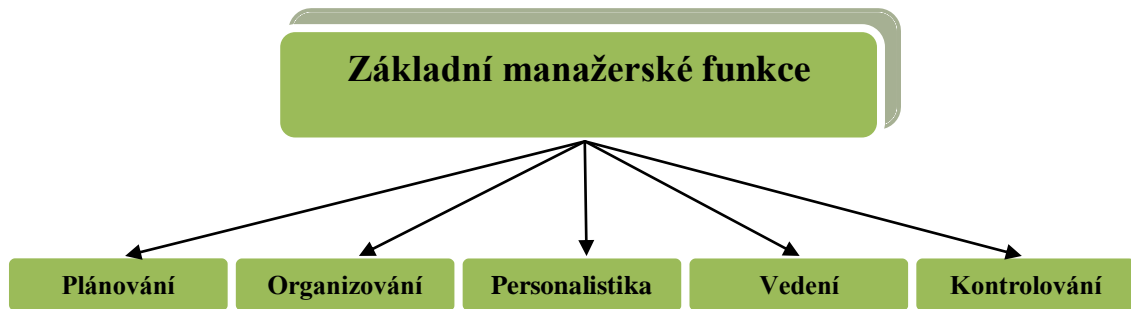 Základní manažerské funkce
Plánování
Organizování
Personalistika
Vedení
Kontrolování